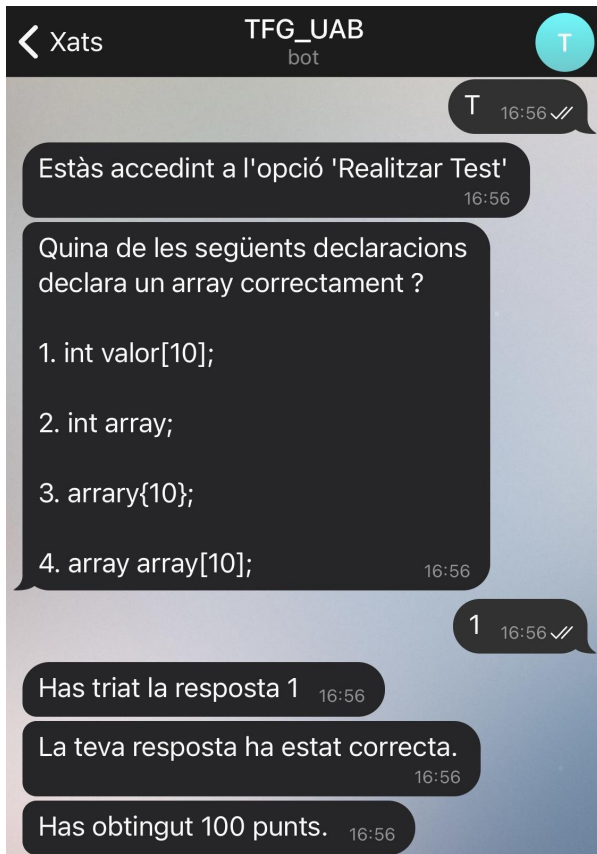 Xats
TFG_UAB
bot
T
T 16:56
Estàs accedint a l'opció 'Realitzar Test'
16:56
Quina de les següents declaracions
declara un array correctament ?
1. int valor[10];
2. int array;
3. arrary{10};
4. array array[10];
16:56
1 16:56
Has triat la resposta 1 16:56
La teva resposta ha estat correcta.
16:56
Has obtingut 100 punts. 16:56